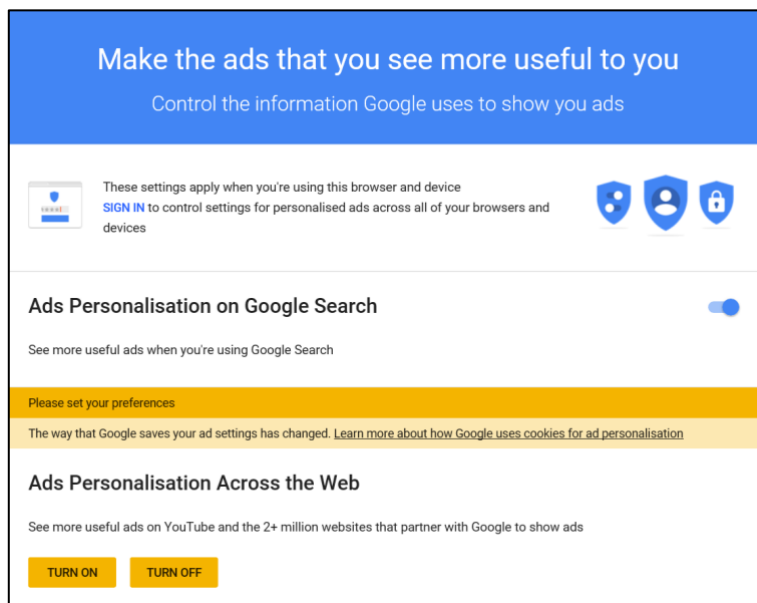 Make the ads that you see more useful to you
Control the information Google uses to show you ads
These settings apply when you're using this browser and device
SIGN IN to control settings for personalised ads across all of your browsers and
devices
Ads Personalisation on Google Search
See more useful ads when you're using Google Search
Please set your preferences
The way that Google saves your ad settings has changed. Learn more about how Google uses cookies for ad personalisation
Ads Personalisation Across the Web
See more useful ads on YouTube and the 2+ million websites that partner with Google to show ads
TURN ON TURN OFF